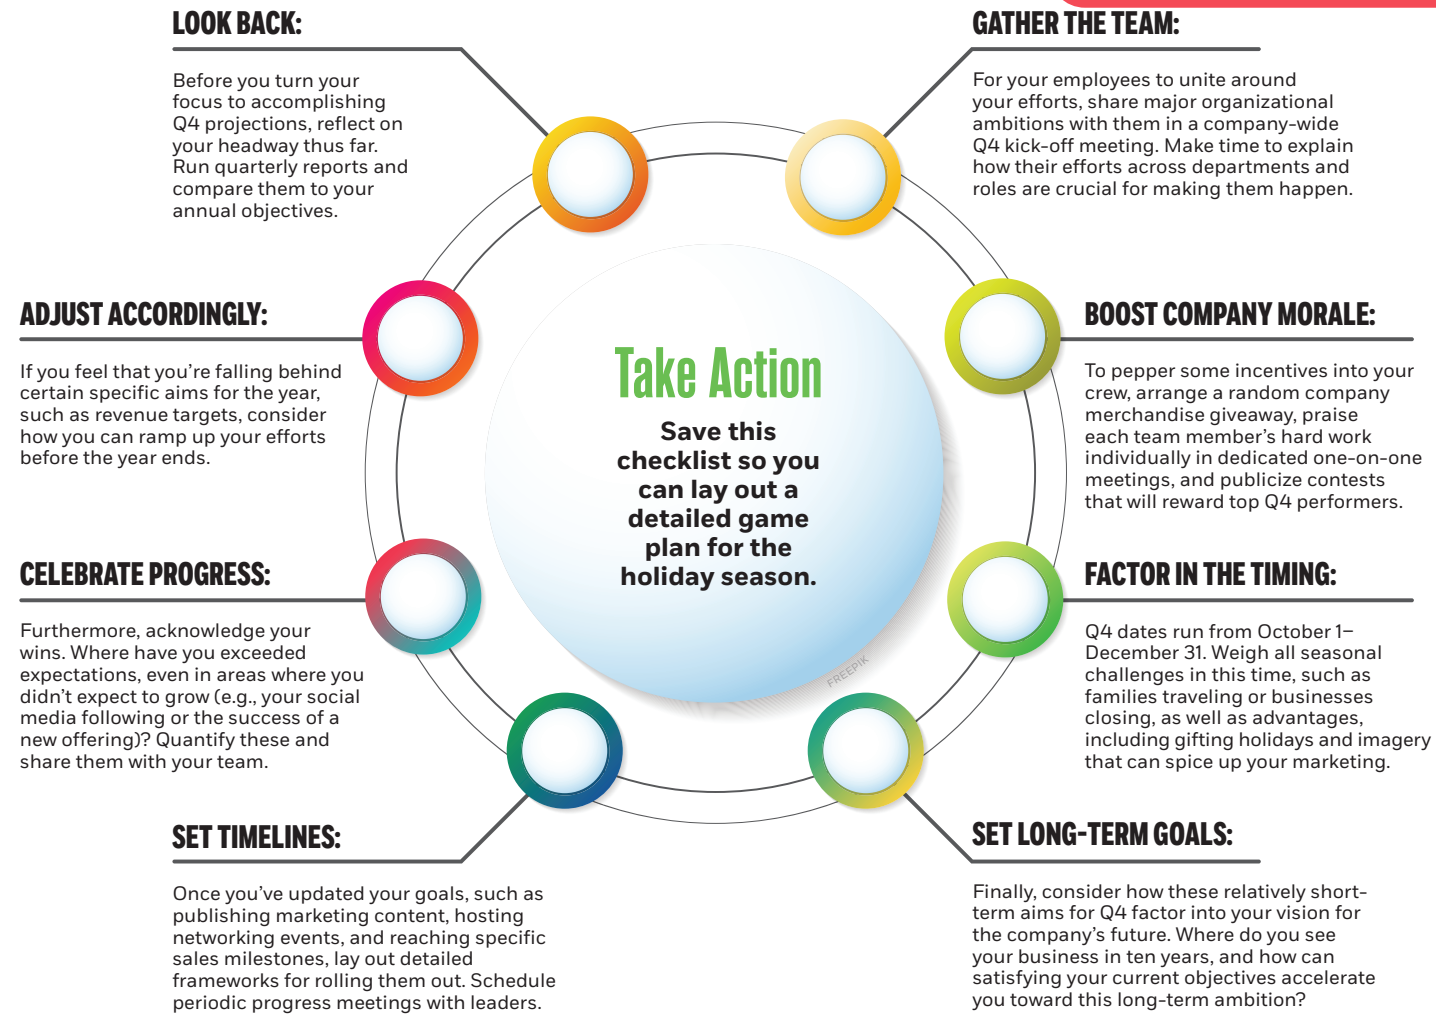 LOOK BACK:
Before you turn your
focus to accomplishing
Q4 projections, reflect on
your headway thus far.
Run quarterly reports and
compare them to your
annual objectives.
ADJUST ACCORDINGLY:
If you feel that you’re falling behind
certain specific aims for the year,
such as revenue targets, consider
how you can ramp up your efforts
before the year ends.
CELEBRATE PROGRESS:
Furthermore, acknowledge your
wins. Where have you exceeded
expectations, even in areas where you
didn’t expect to grow (e.g., your social
media following or the success of a
new offering)? Quantify these and
share them with your team.
SET TIMELINES:
Once you’ve updated your goals, such as
publishing marketing content, hosting
networking events, and reaching specific
sales milestones, lay out detailed
frameworks for rolling them out. Schedule
periodic progress meetings with leaders.
Take Action
Save this
checklist so you
can lay out a
detailed game
plan for the
holiday season.
FREEPIK
GATHER THE TEAM:
For your employees to unite around
your efforts, share major organizational
ambitions with them in a company-wide
Q4 kick-off meeting. Make time to explain
how their efforts across departments and
roles are crucial for making them happen.
BOOST COMPANY MORALE:
To pepper some incentives into your
crew, arrange a random company
merchandise giveaway, praise
each team member’s hard work
individually in dedicated one-on-one
meetings, and publicize contests
that will reward top Q4 performers.
FACTOR IN THE TIMING:
Q4 dates run from October 1–
December 31. Weigh all seasonal
challenges in this time, such as
families traveling or businesses
closing, as well as advantages,
including gifting holidays and imagery
that can spice up your marketing.
SET LONG-TERM GOALS:
Finally, consider how these relatively short-
term aims for Q4 factor into your vision for
the company’s future. Where do you see
your business in ten years, and how can
satisfying your current objectives accelerate
you toward this long-term ambition?